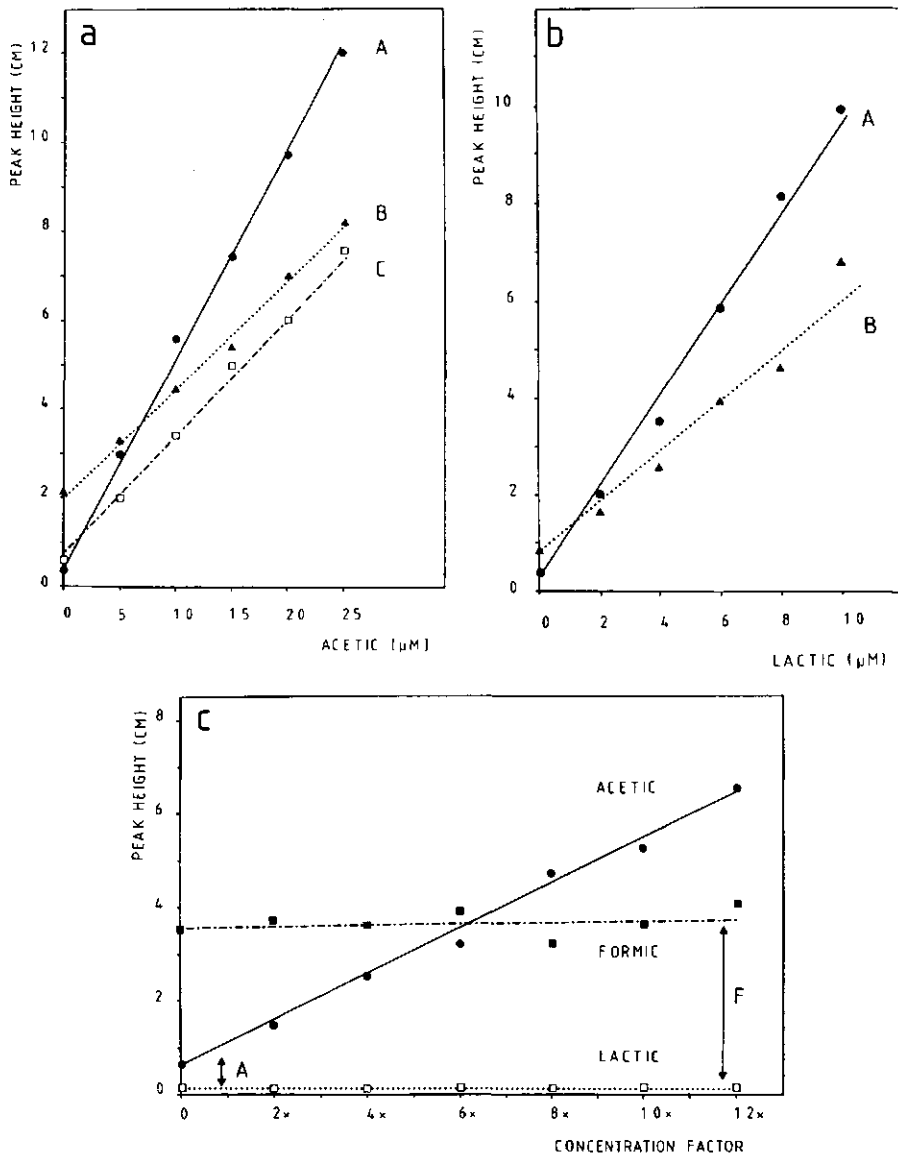 a
PEAK HEIGHT (CM)
12
10
8
6
4
2
0
A
B
C
0 5 10 15 20 25
ACETIC [µM]
b
PEAK HEIGHT (CM)
10
8
6
4
2
0
A
B
0 2 4 6 8 10
LACTIC (µM)
C
PEAK HEIGHT (CM)
8
6
4
2
0
ACETIC
FORMIC
F
LACTIC
A
0 2× 4× 6× 8× 10× 12×
CONCENTRATION FACTOR